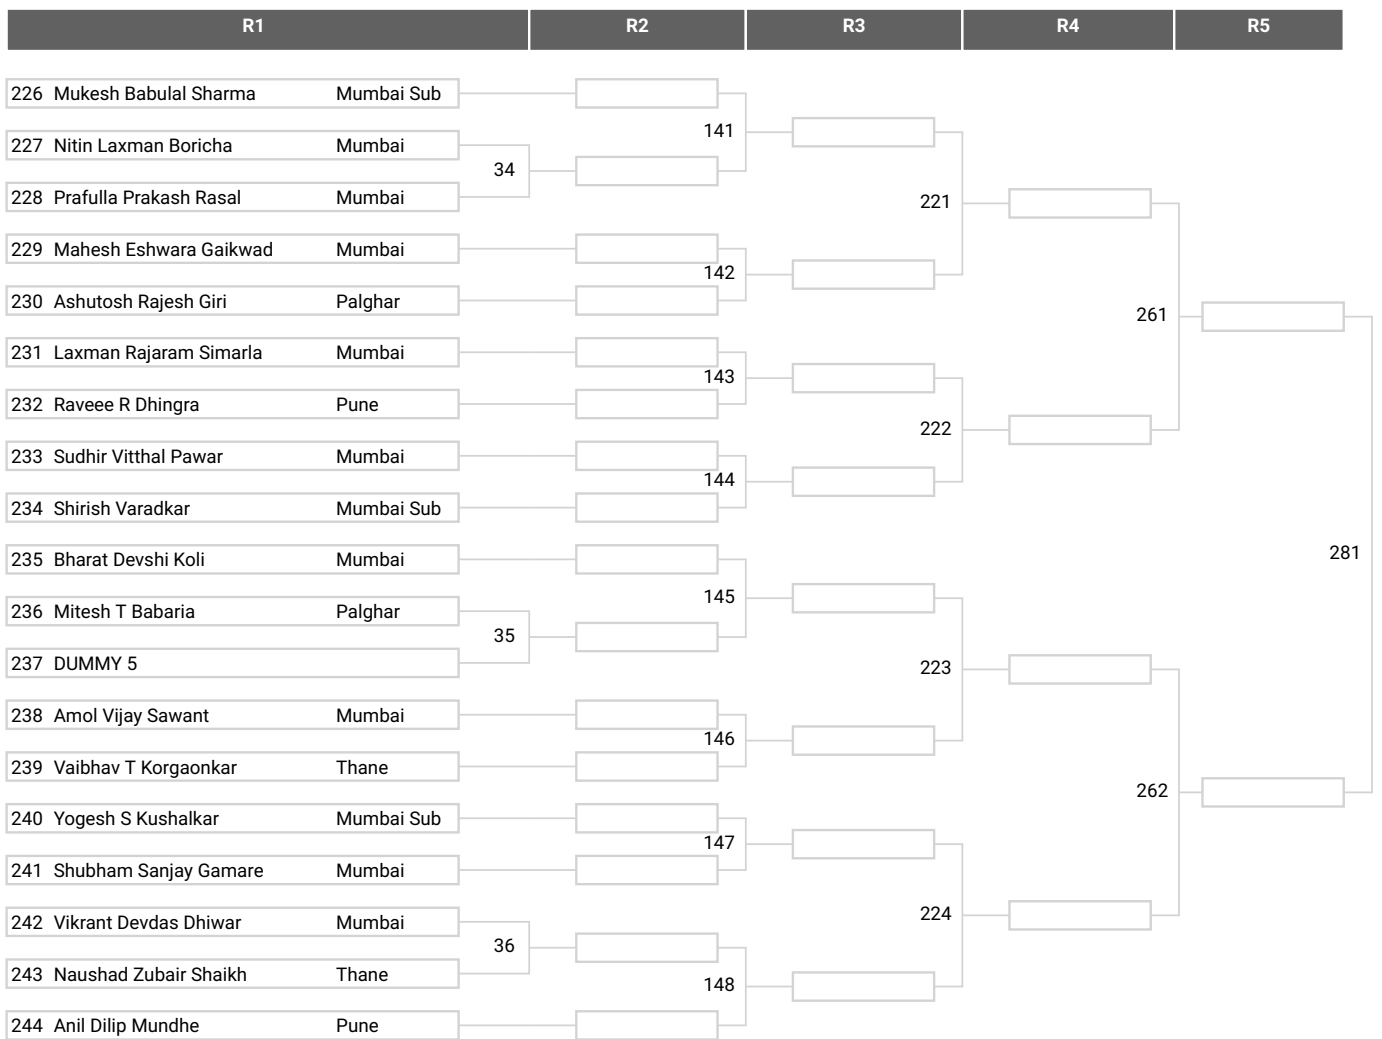 R1 R2 R3 R4 R5
226 Mukesh Babulal Sharma Mumbai Sub
141
227 Nitin Laxman Boricha Mumbai
34
228 Prafulla Prakash Rasal Mumbai
221
229 Mahesh Eshwara Gaikwad Mumbai
142
230 Ashutosh Rajesh Giri Palghar
261
231 Laxman Rajaram Simarla Mumbai
143
232 Raveee R Dhingra Pune
222
233 Sudhir Vitthal Pawar Mumbai
144
234 Shirish Varadkar Mumbai Sub
281
235 Bharat Devshi Koli Mumbai
145
236 Mitesh T Babaria Palghar
35
237 DUMMY 5
223
238 Amol Vijay Sawant Mumbai
146
239 Vaibhav T Korgaonkar Thane
262
240 Yogesh S Kushalkar Mumbai Sub
147
241 Shubham Sanjay Gamare Mumbai
224
242 Vikrant Devdas Dhiwar Mumbai
36
243 Naushad Zubair Shaikh Thane
148
244 Anil Dilip Mundhe Pune